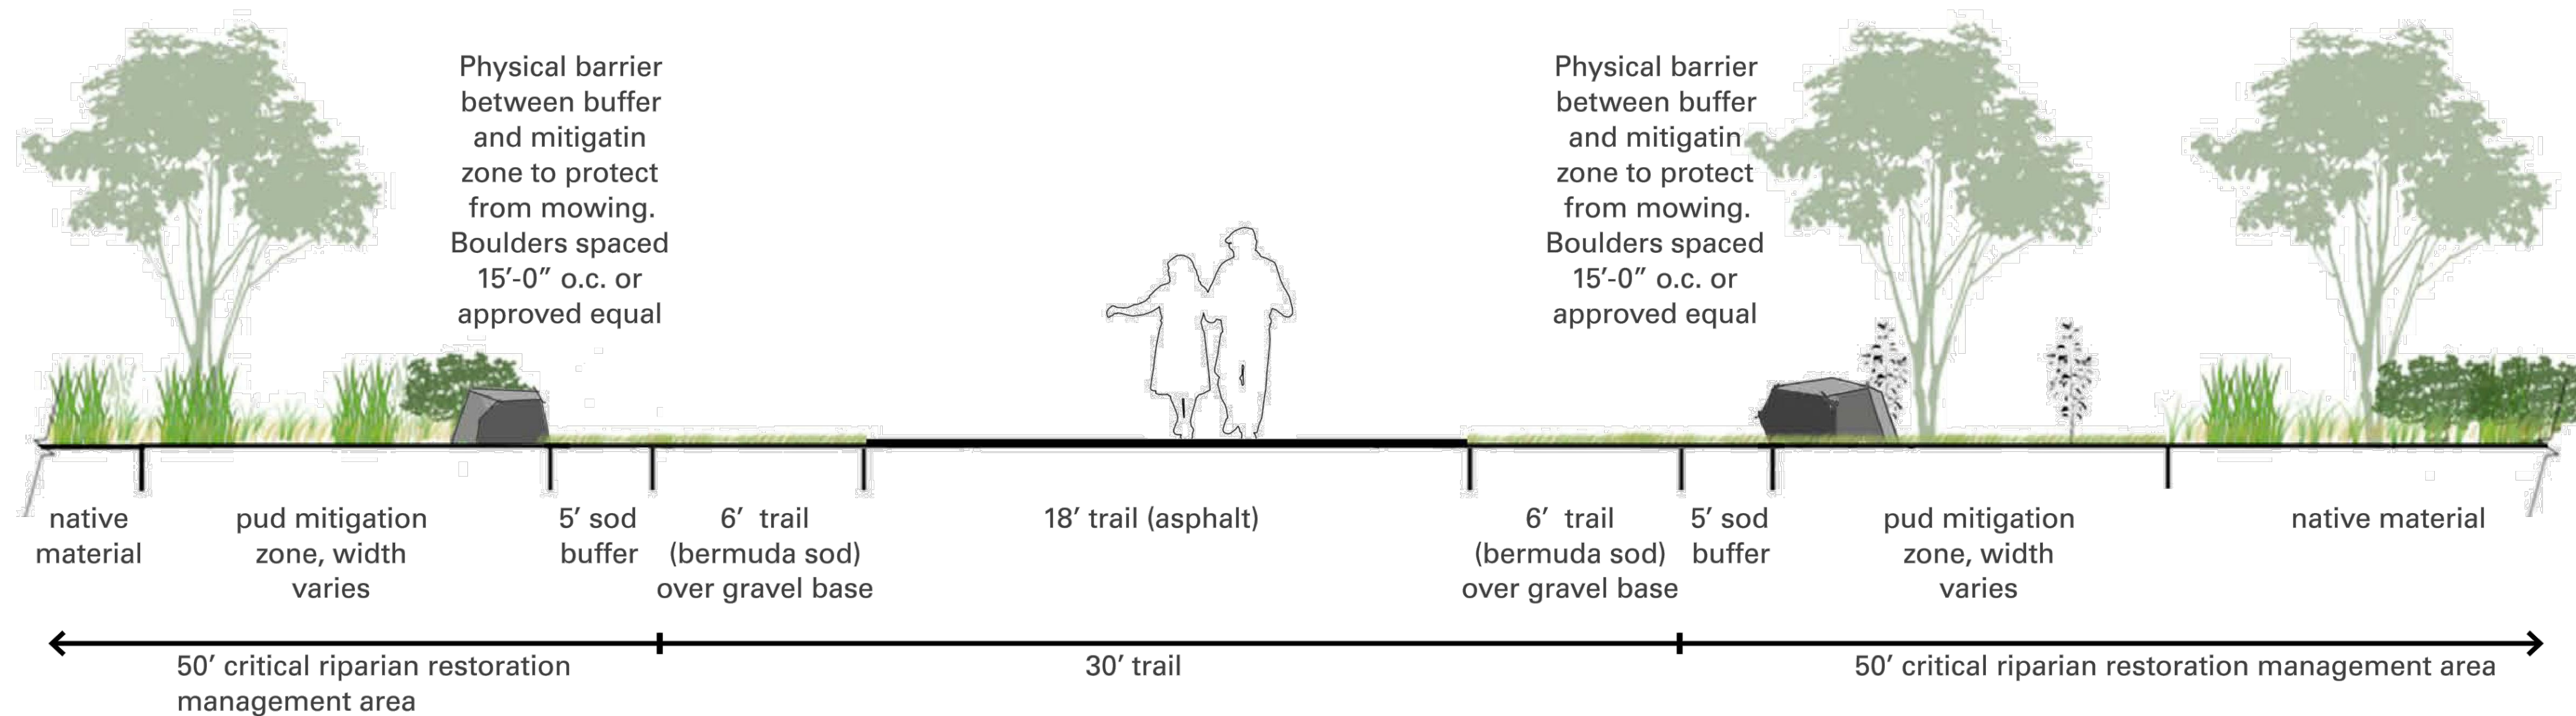 Physical barrier
between buffer
and mitigatin
zone to protect
from mowing.
Boulders spaced
15’-0” o.c. or
approved equal
Physical barrier
between buffer
and mitigatin
zone to protect
from mowing.
Boulders spaced
15’-0” o.c. or
approved equal
native
material
pud mitigation
zone, width
varies
5’ sod
buffer
6’ trail
(bermuda sod)
over gravel base
18’ trail (asphalt)
6’ trail
(bermuda sod)
over gravel base
5’ sod
buffer
pud mitigation
zone, width
varies
native material
50’ critical riparian restoration
management area
30’ trail
50’ critical riparian restoration management area